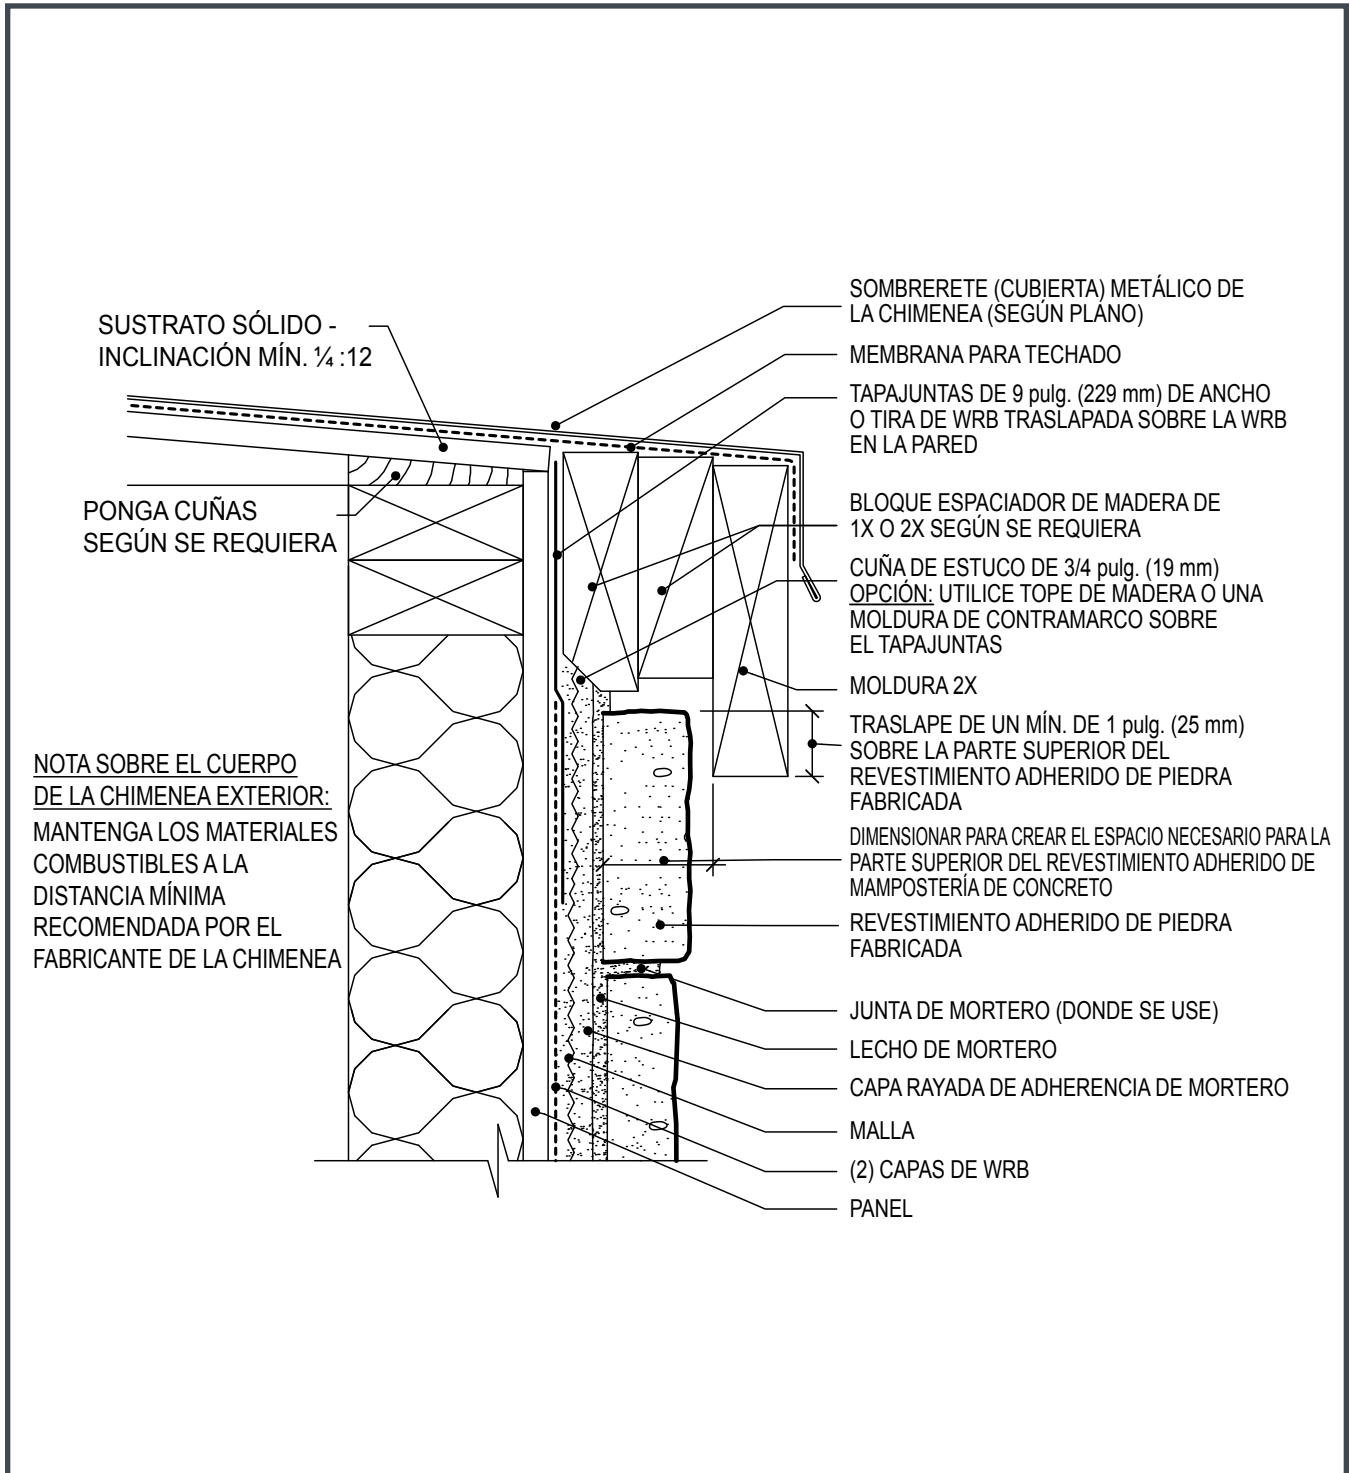 SUSTRATO SÓLIDO -
INCLINACIÓN MÍN. ¼ :12
PONGA CUÑAS
SEGÚN SE REQUIERA
NOTA SOBRE EL CUERPO
DE LA CHIMENEA EXTERIOR:
MANTENGA LOS MATERIALES
COMBUSTIBLES A LA
DISTANCIA MÍNIMA
RECOMENDADA POR EL
FABRICANTE DE LA CHIMENEA
SOMBRERETE (CUBIERTA) METÁLICO DE
LA CHIMENEA (SEGÚN PLANO)
MEMBRANA PARA TECHADO
TAPAJUNTAS DE 9 pulg. (229 mm) DE ANCHO
O TIRA DE WRB TRASLAPADA SOBRE LA WRB
EN LA PARED
BLOQUE ESPACIADOR DE MADERA DE
1X O 2X SEGÚN SE REQUIERA
CUÑA DE ESTUCO DE 3/4 pulg. (19 mm)
OPCIÓN: UTILICE TOPE DE MADERA O UNA
MOLDURA DE CONTRAMARCO SOBRE
EL TAPAJUNTAS
MOLDURA 2X
TRASLAPE DE UN MÍN. DE 1 pulg. (25 mm)
SOBRE LA PARTE SUPERIOR DEL
REVESTIMIENTO ADHERIDO DE PIEDRA
FABRICADA
DIMENSIONAR PARA CREAR EL ESPACIO NECESARIO PARA LA
PARTE SUPERIOR DEL REVESTIMIENTO ADHERIDO DE
MAMPOSTERÍA DE CONCRETO
REVESTIMIENTO ADHERIDO DE PIEDRA
FABRICADA
JUNTA DE MORTERO (DONDE SE USE)
LECHO DE MORTERO
CAPA RAYADA DE ADHERENCIA DE MORTERO
MALLA
(2) CAPAS DE WRB
PANEL